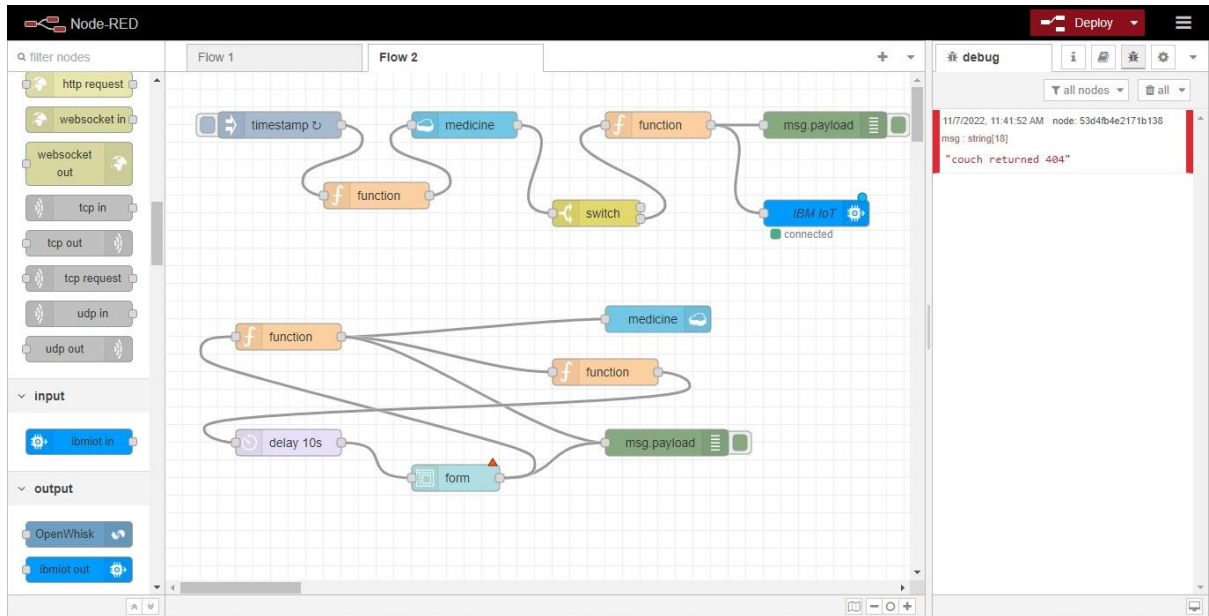 Node-RED
Deploy
filter nodes
http request
websocket in
websocket
out
tcp in
tcp out
tcp request
udp in
udp out
input
ibmiot in
output
OpenWhisk
ibmiot out
Flow 1
Flow 2
timestamp ↻
medicine
function
msg.payload
function
switch
IBM IoT
connected
medicine
function
function
delay 10s
msg.payload
form
debug
i
all nodes
all
11/7/2022, 11:41:52 AM node: 53d4fb4e2171b138
msg : string[18]
"couch returned 404"